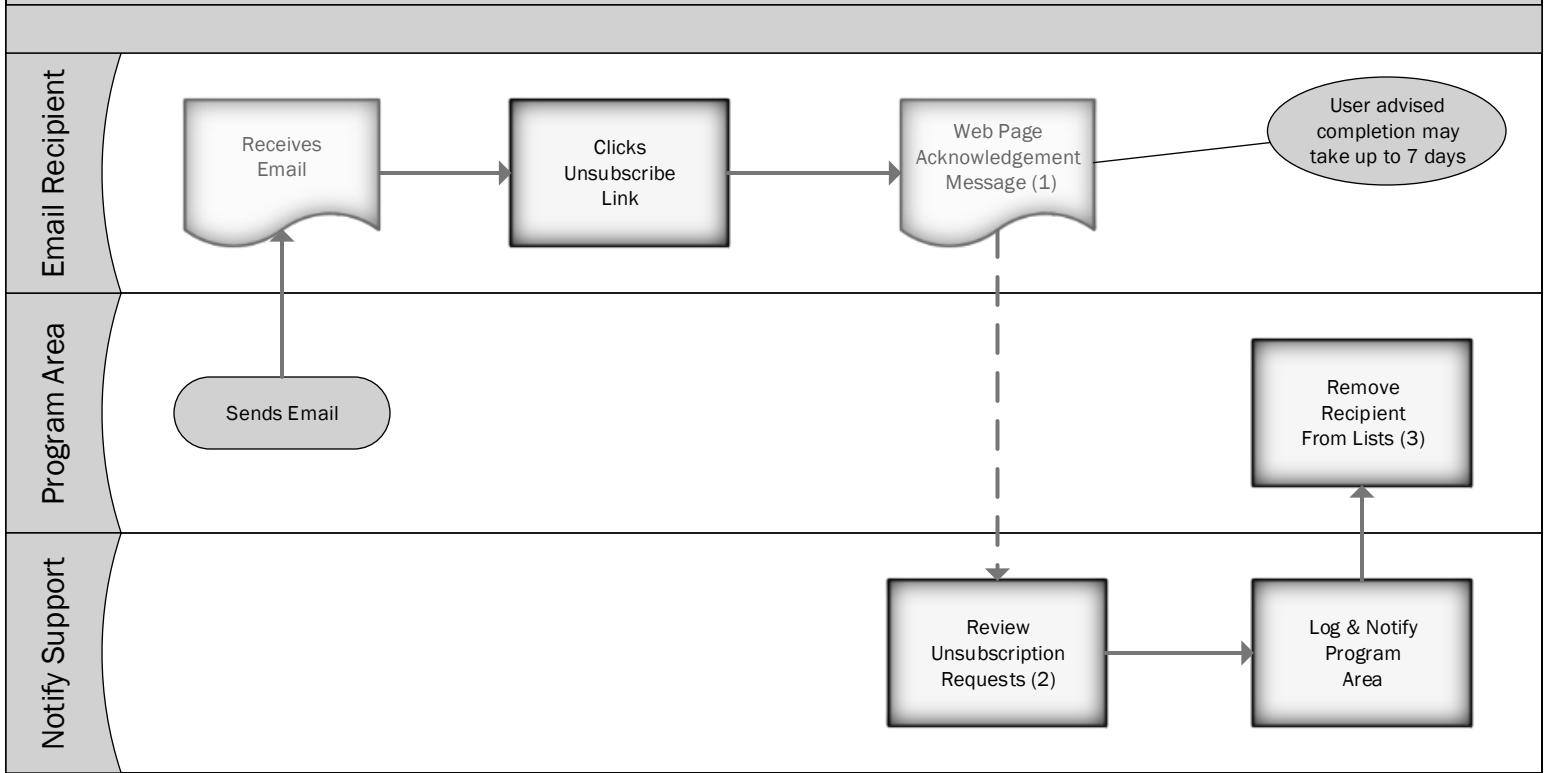 Email Recipient
Receives
Email
Clicks
Unsubscribe
Link
Web Page
Acknowledgement
Message (1)
User advised
completion may
take up to 7 days
Program Area
Sends Email
Remove
Recipient
From Lists (3)
Notify Support
Review
Unsubscription
Requests (2)
Log & Notify
Program
Area